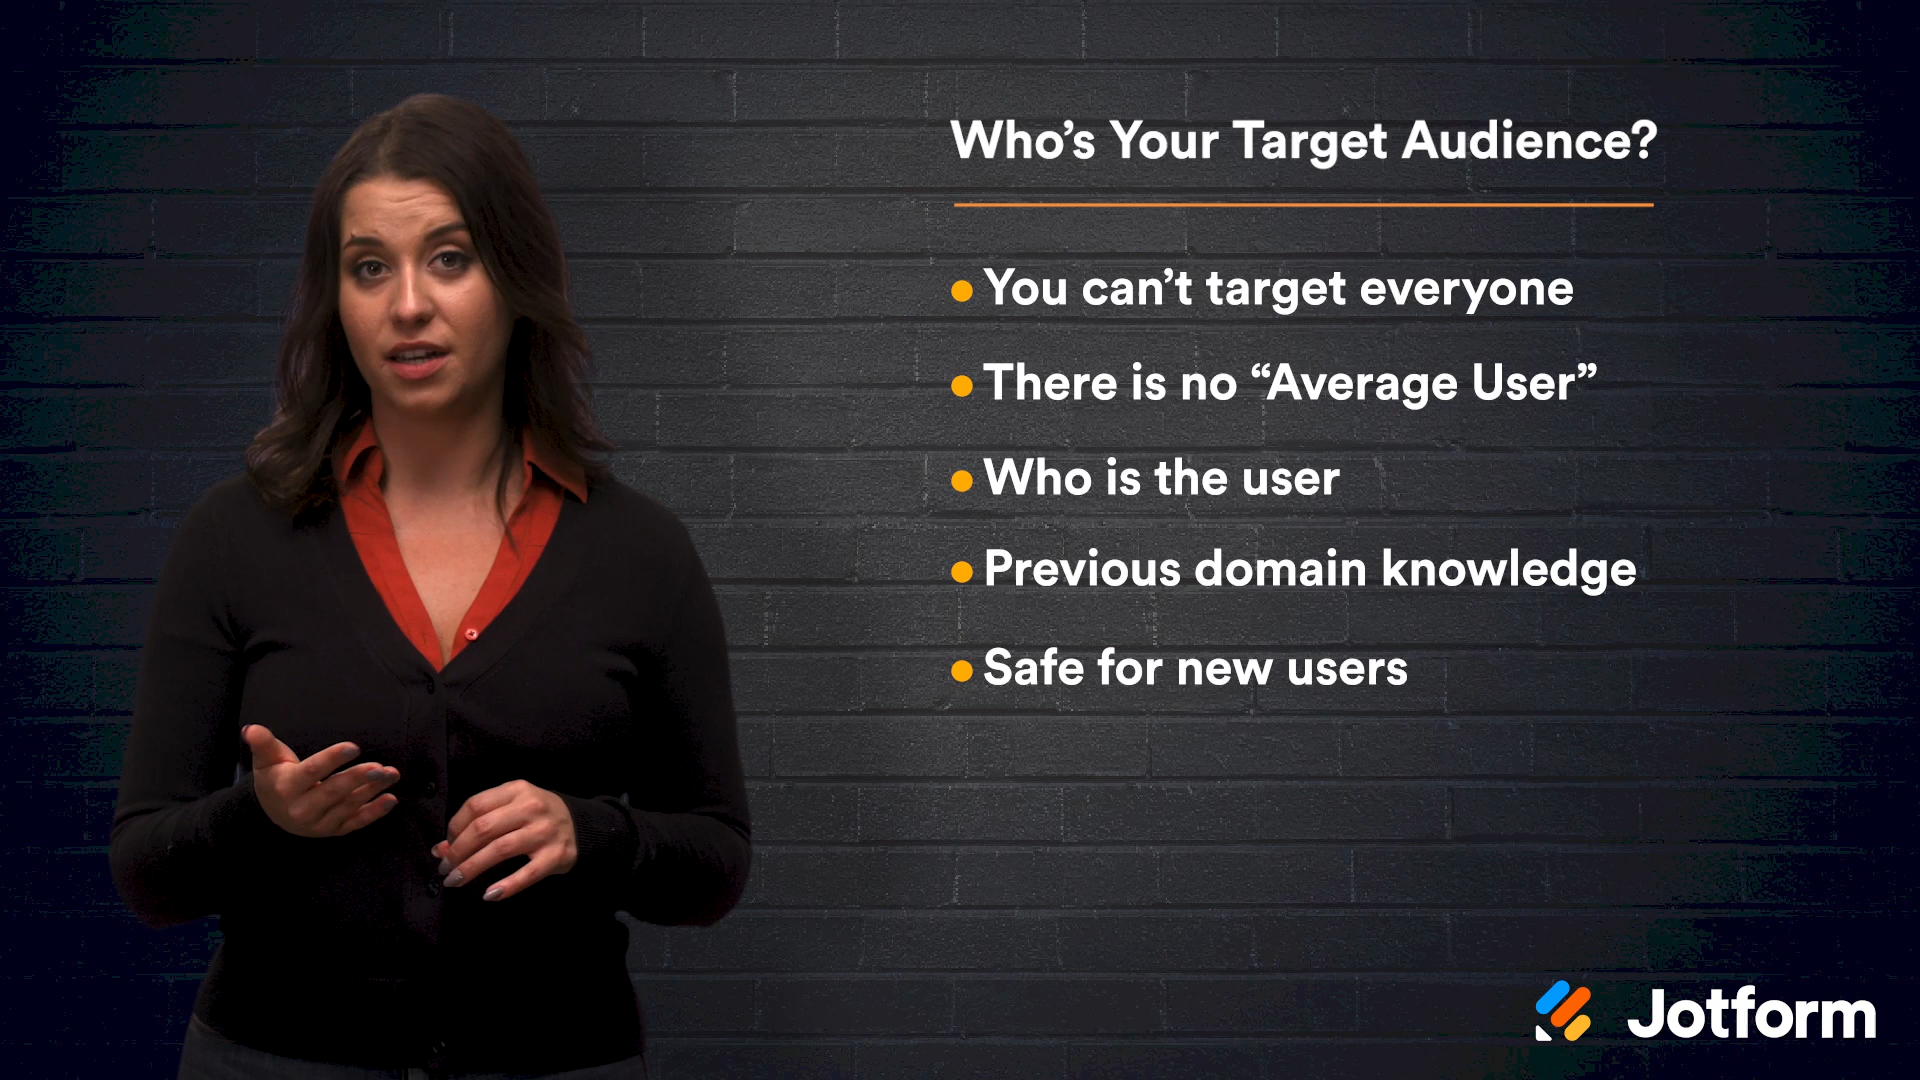 Who’s Your Target Audience?
You can’t target everyone
There is no “Average User”
Who is the user
Previous domain knowledge
Safe for new users
Jotform